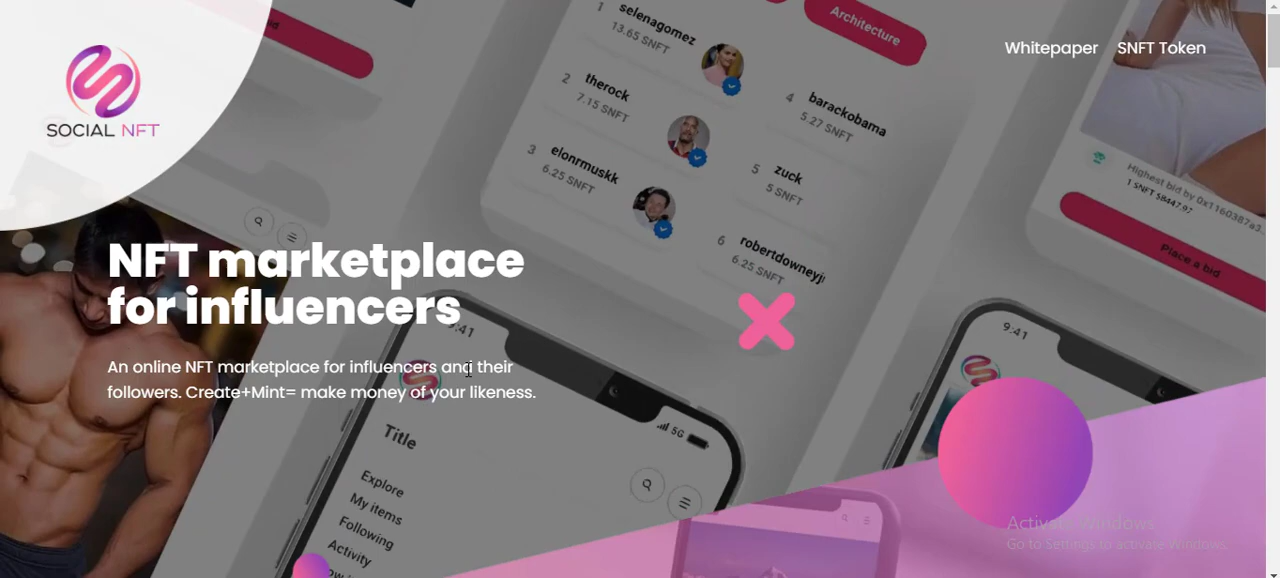 SOCIAL NFT
Whitepaper
SNFT Token
Architecture
1
selenagomez
13.65 SNFT
2
therock
7.15 SNFT
3
elonrmuskk
6.25 SNFT
4
barackobama
5.27 SNFT
5
zuck
5 SNFT
6
robertdowneyjr
6.25 SNFT
Highest bid by 0x1160387a3.
1 SNFT
Place a bid
NFT marketplace
for influencers
An online NFT marketplace for influencers and their
followers. Create+Mint= make money of your likeness.
9:41
5G
Title
Explore
My items
Following
Activity
9:41
Activate Windows
Go to Settings to activate Windows.